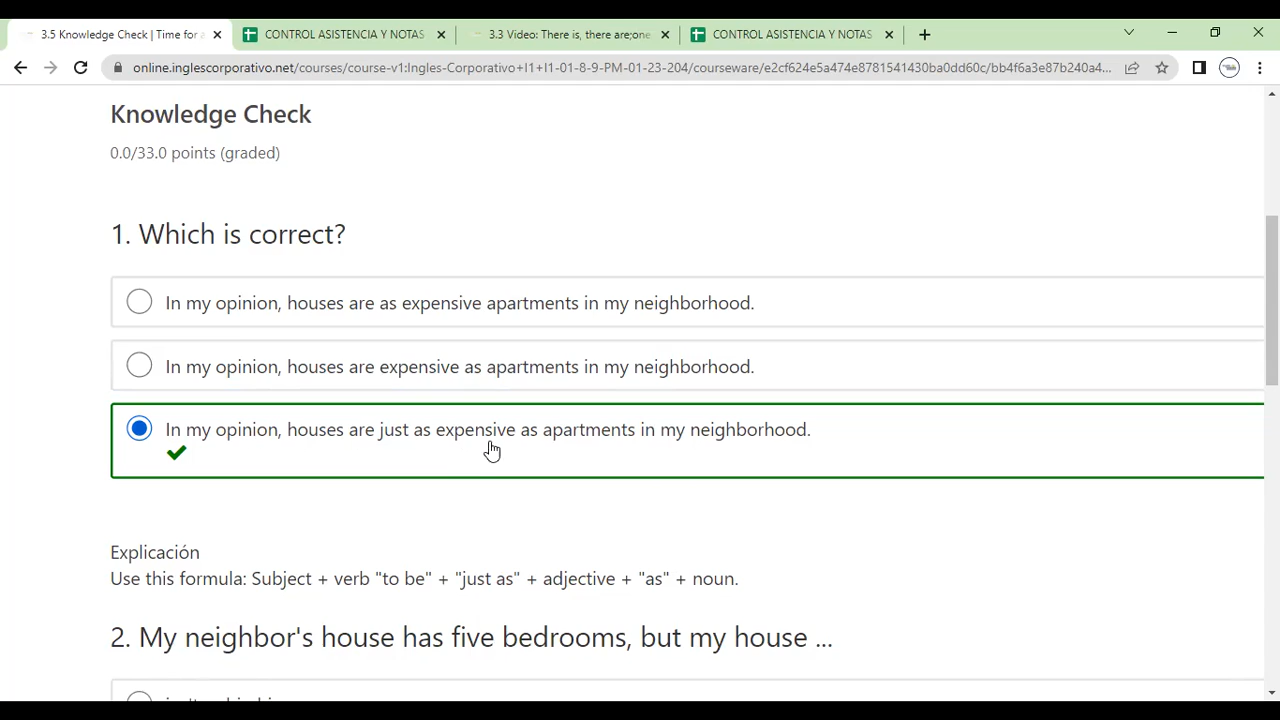 3.5 Knowledge Check | Time for a
CONTROL ASISTENCIA Y NOTAS
3.3 Video: There is, there are;one
CONTROL ASISTENCIA Y NOTAS
online.inglescorporativo.net/courses/course-v1:Ingles-Corporativo+I1+I1-01-8-9-PM-01-23-204/courseware/e2cf624e5a474e8781541430ba0dd60c/bb4f6a3e87b240a4...
Knowledge Check
0.0/33.0 points (graded)
1. Which is correct?
In my opinion, houses are as expensive apartments in my neighborhood.
In my opinion, houses are expensive as apartments in my neighborhood.
In my opinion, houses are just as expensive as apartments in my neighborhood.
Explicación
Use this formula: Subject + verb "to be" + "just as" + adjective + "as" + noun.
2. My neighbor's house has five bedrooms, but my house ...